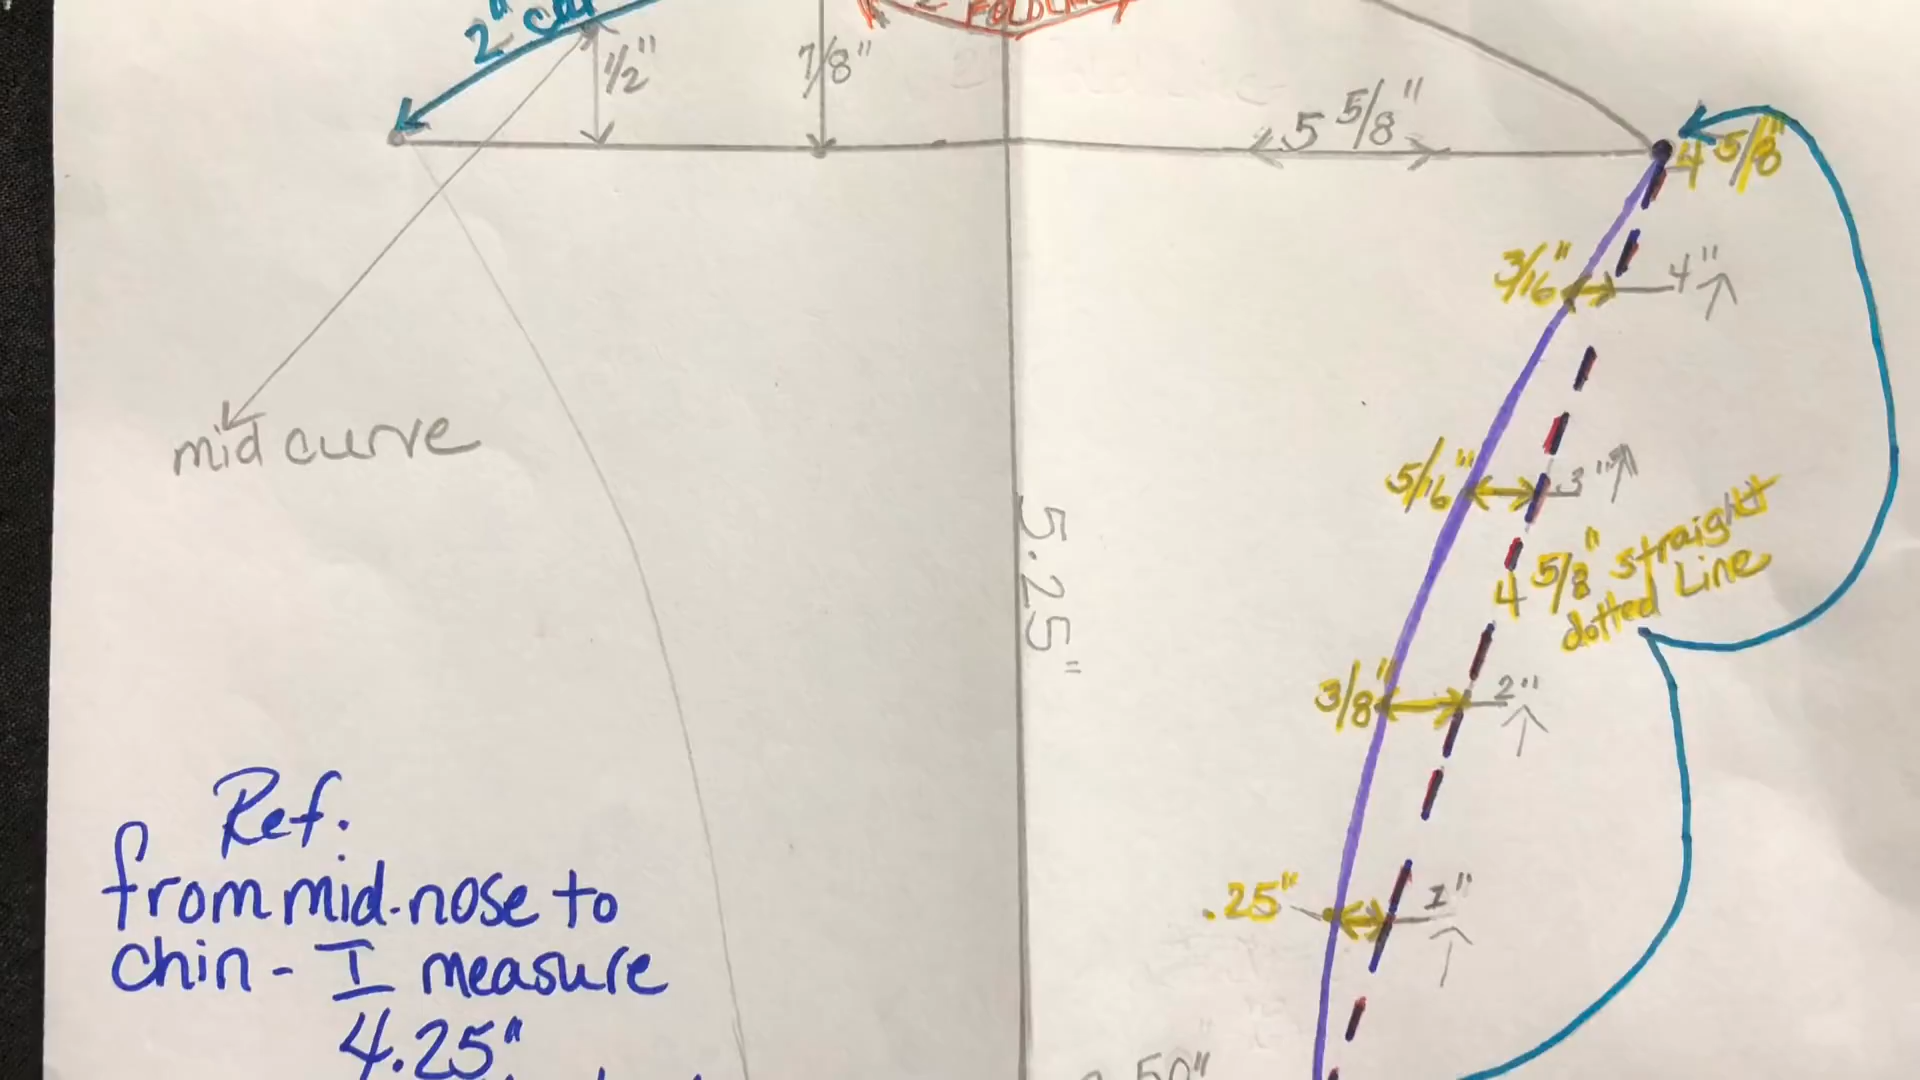 2"
1/2"
7/8"
FOLDLINE
5 5/8"
4 5/8"
3/16"
4"
mid curve
5/16"
3"
5.25"
4 5/8" straight
dotted Line
3/8"
2"
Ref.
from mid-nose to
chin - I measure
4.25"
.25"
1"
.50"